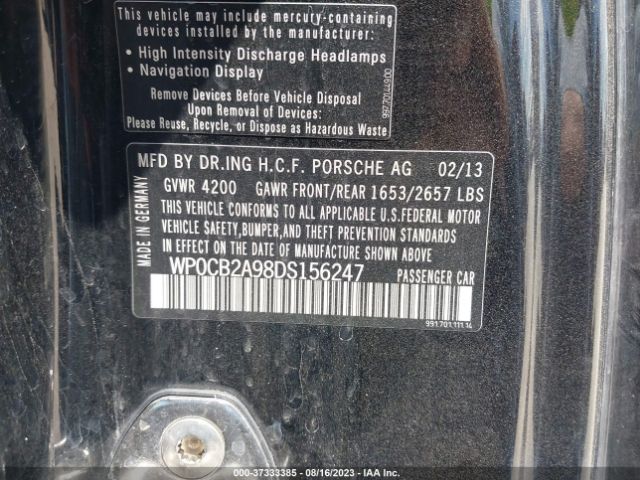 This vehicle may include mercury-containing
devices installed by the manufacturer:
• High Intensity Discharge Headlamps
• Navigation Display
Remove Devices Before Vehicle Disposal
Upon Removal of Devices:
Please Reuse, Recycle, or Dispose as Hazardous Waste
MFD BY DR.ING H.C.F. PORSCHE AG 02/13
GVWR 4200 GAWR FRONT/REAR 1653/2657 LBS
THIS VEHICLE CONFORMS TO ALL APPLICABLE U.S.FEDERAL MOTOR
VEHICLE SAFETY,BUMPER,AND THEFT PREVENTION STANDARDS
IN EFFECT ON THE DATE OF MANUFACTURE SHOWN ABOVE
WP0CB2A98DS156247 PASSENGER CAR
MADE IN GERMANY
991.701.111.14
000-37333385 - 08/16/2023 - IAA Inc.